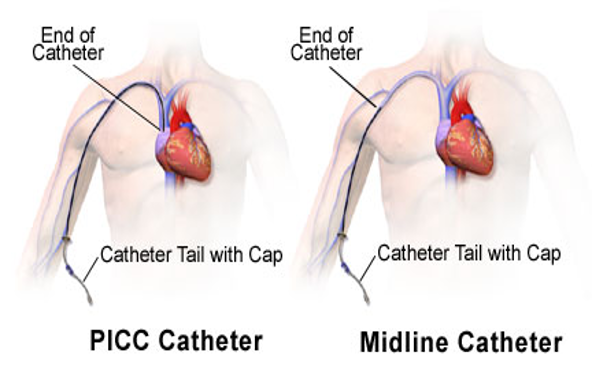 End of
Catheter
Catheter Tail with Cap
PICC Catheter
End of
Catheter
Catheter Tail with Cap
Midline Catheter